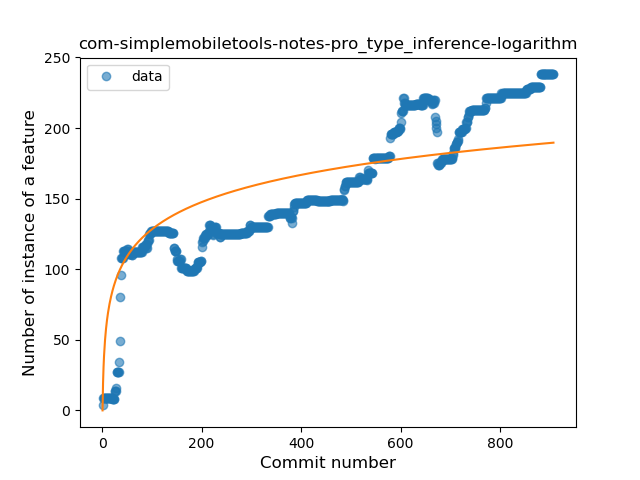 com-simplemobiletools-notes-pro_type_inference-logarithm
data
Number of instance of a feature
250
200
150
100
50
0
0 200 400 600 800
Commit number